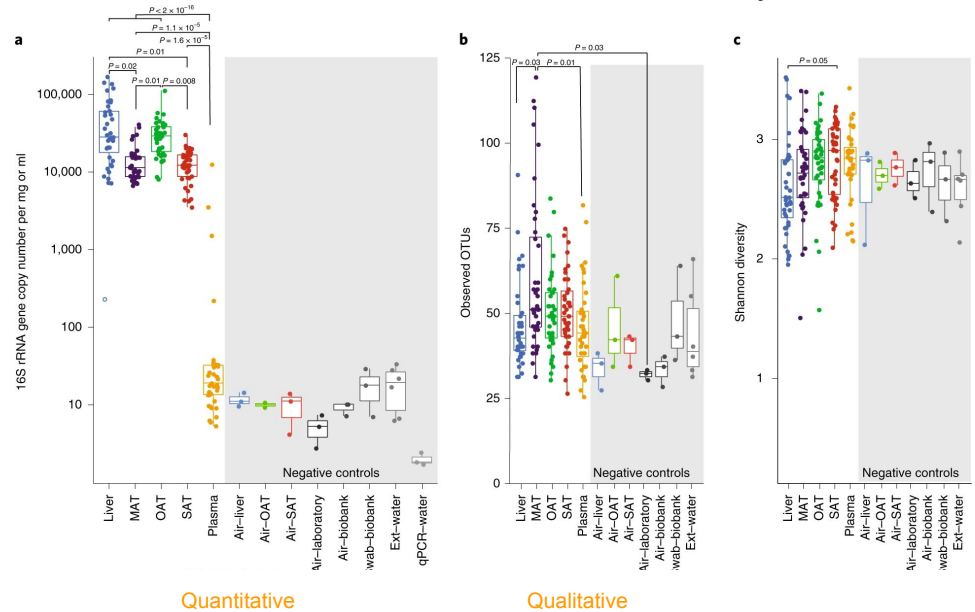 a
P < 2 × 10⁻¹⁶
P = 1.1 × 10⁻⁵
P = 1.6 × 10⁻⁵
P = 0.01
P = 0.02
P = 0.01
P = 0.008
16S rRNA gene copy number per mg or ml
100,000
10,000
1,000
100
10
Negative controls
Liver
MAT
OAT
SAT
Plasma
Air–liver
Air–OAT
Air–SAT
Air–laboratory
Air–biobank
Swab–biobank
Ext–water
qPCR–water
Quantitative
b
P = 0.03
P = 0.03
P = 0.01
Observed OTUs
125
100
75
50
25
0
Negative controls
Liver
MAT
OAT
SAT
Plasma
Air–liver
Air–OAT
Air–SAT
Air–laboratory
Air–biobank
Swab–biobank
Ext–water
Qualitative
c
P = 0.05
Shannon diversity
3
2
1
Negative controls
Liver
MAT
OAT
SAT
Plasma
Air–liver
Air–OAT
Air–SAT
Air–laboratory
Air–biobank
Swab–biobank
Ext–water